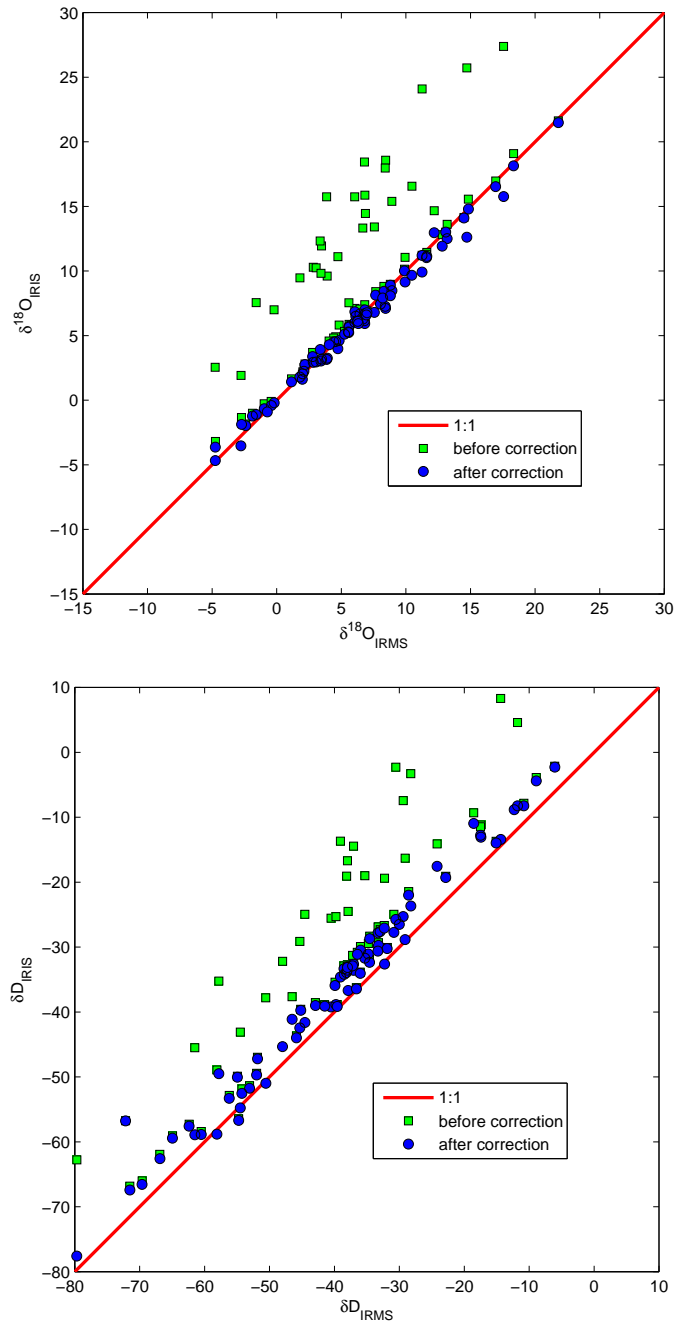 30
25
20
15
10
5
0
−5
−10
−15
δ18OIRIS
1:1
before correction
after correction
−15 −10 −5 0 5 10 15 20 25 30
δ18OIRMS
10
0
−10
−20
−30
−40
−50
−60
−70
−80
δDIRIS
1:1
before correction
after correction
−80 −70 −60 −50 −40 −30 −20 −10 0 10
δDIRMS